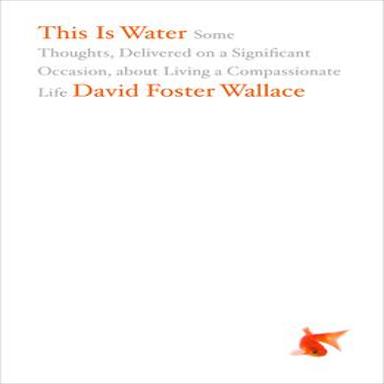 This Is Water Some
Thoughts, Delivered on a Significant
Occasion, about Living a Compassionate
Life David Foster Wallace